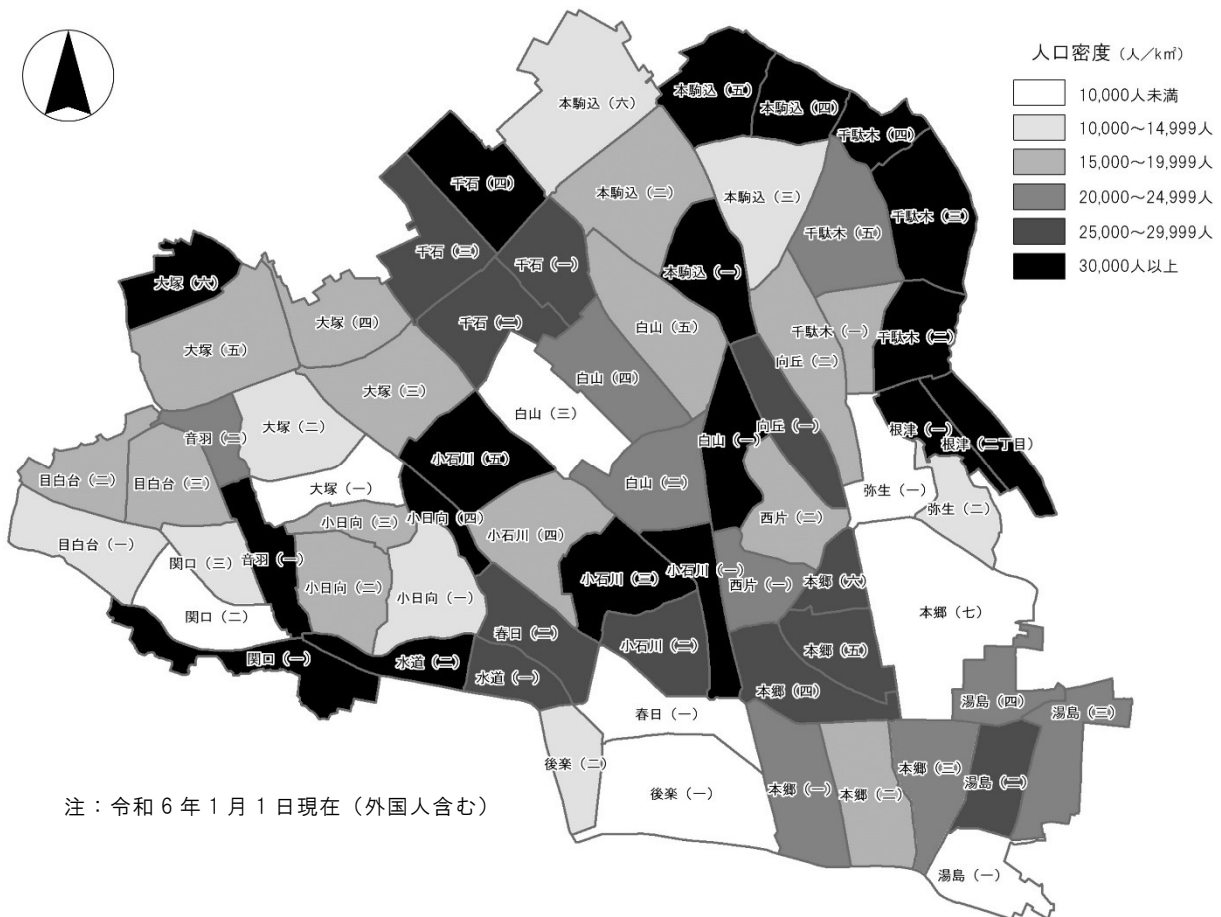 人口密度（人／k㎡）
10,000人未満
10,000～14,999人
15,000～19,999人
20,000～24,999人
25,000～29,999人
30,000人以上
本駒込（六）
本駒込（五）
本駒込（四）
千駄木（四）
千石（四）
本駒込（二）
本駒込（三）
千駄木（三）
千駄木（五）
千石（三）
千石（一）
本駒込（一）
大塚（六）
大塚（四）
千石（二）
白山（五）
千駄木（一）
千駄木（二）
大塚（五）
向丘（二）
大塚（三）
白山（四）
白山（三）
大塚（二）
音羽（二）
向丘（一）
白山（一）
根津（一）
根津（二丁目）
小石川（五）
目白台（二）
目白台（三）
白山（二）
大塚（一）
弥生（一）
弥生（二）
小日向（三）
小日向（四）
西片（二）
小石川（四）
目白台（一）
関口（三）
音羽（一）
小石川（三）
小石川（一）
小日向（二）
小日向（一）
西片（一）
本郷（六）
関口（二）
本郷（七）
春日（二）
小石川（二）
本郷（五）
関口（一）
水道（二）
水道（一）
本郷（四）
湯島（四）
湯島（三）
春日（一）
後楽（二）
後楽（一）
本郷（一）
本郷（二）
本郷（三）
湯島（二）
湯島（一）
注：令和6年1月1日現在（外国人含む）